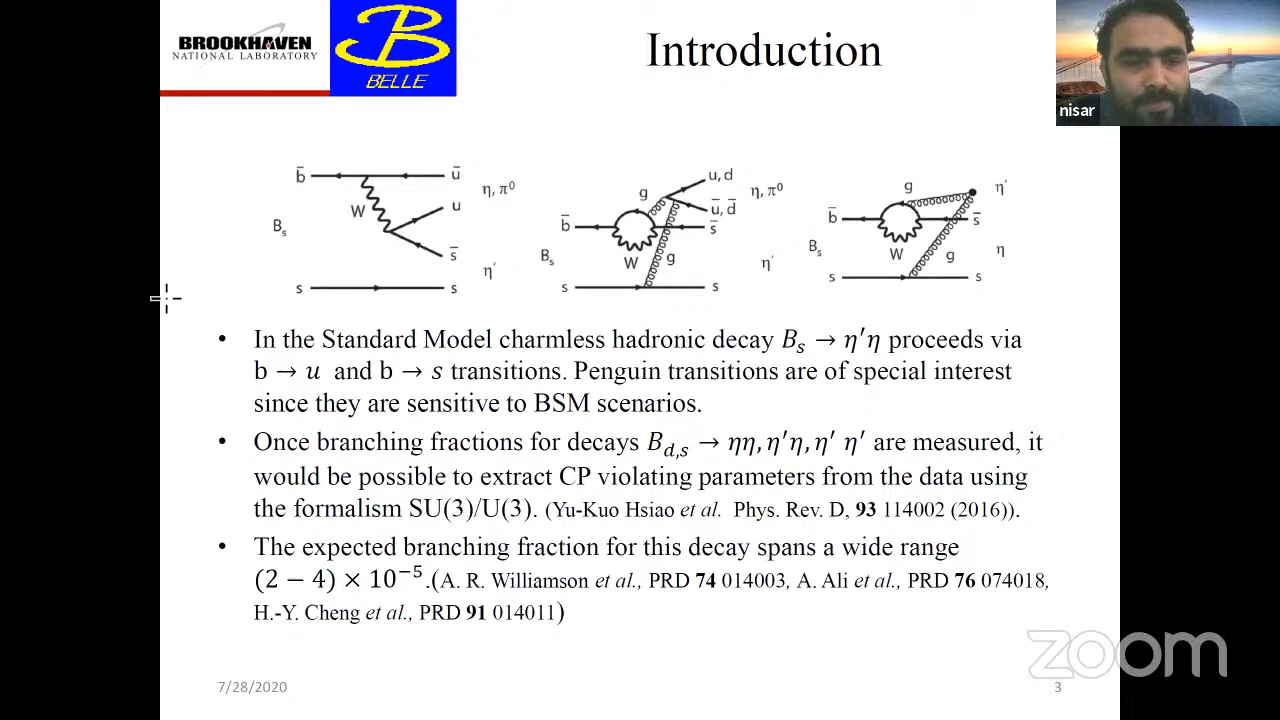 BROOKHAVEN
NATIONAL LABORATORY
BELLE
Introduction
nisar
b̄ ū u s̄ s s W B_s η, π⁰ η′
b̄ g u, d ū, d̄ s̄ s s W g B_s η, π⁰ η′
b̄ g s̄ s s W g B_s η′ η
• In the Standard Model charmless hadronic decay B_s → η′η proceeds via
b → u and b → s transitions. Penguin transitions are of special interest
since they are sensitive to BSM scenarios.
• Once branching fractions for decays B_{d,s} → ηη, η′η, η′ η′ are measured, it
would be possible to extract CP violating parameters from the data using
the formalism SU(3)/U(3). (Yu-Kuo Hsiao et al. Phys. Rev. D, 93 114002 (2016)).
• The expected branching fraction for this decay spans a wide range
(2 − 4) × 10⁻⁵.(A. R. Williamson et al., PRD 74 014003, A. Ali et al., PRD 76 074018,
H.-Y. Cheng et al., PRD 91 014011)
zoom
7/28/2020
3